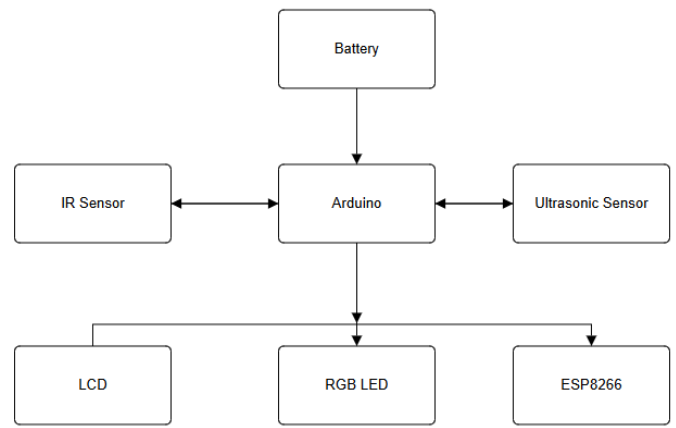 Battery
IR Sensor
Arduino
Ultrasonic Sensor
LCD
RGB LED
ESP8266